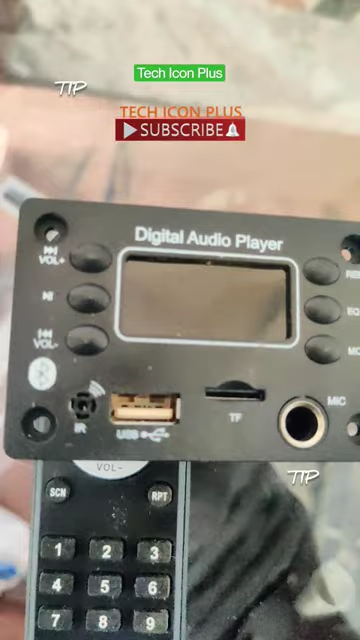 Tech Icon Plus
TIP
TECH ICON PLUS
SUBSCRIBE
Digital Audio Player
VOL+
VOL-
EQ
IR
USB
TF
MIC
TIP
VOL-
SCN
RPT
1 2 3
4 5 6
7 8 9